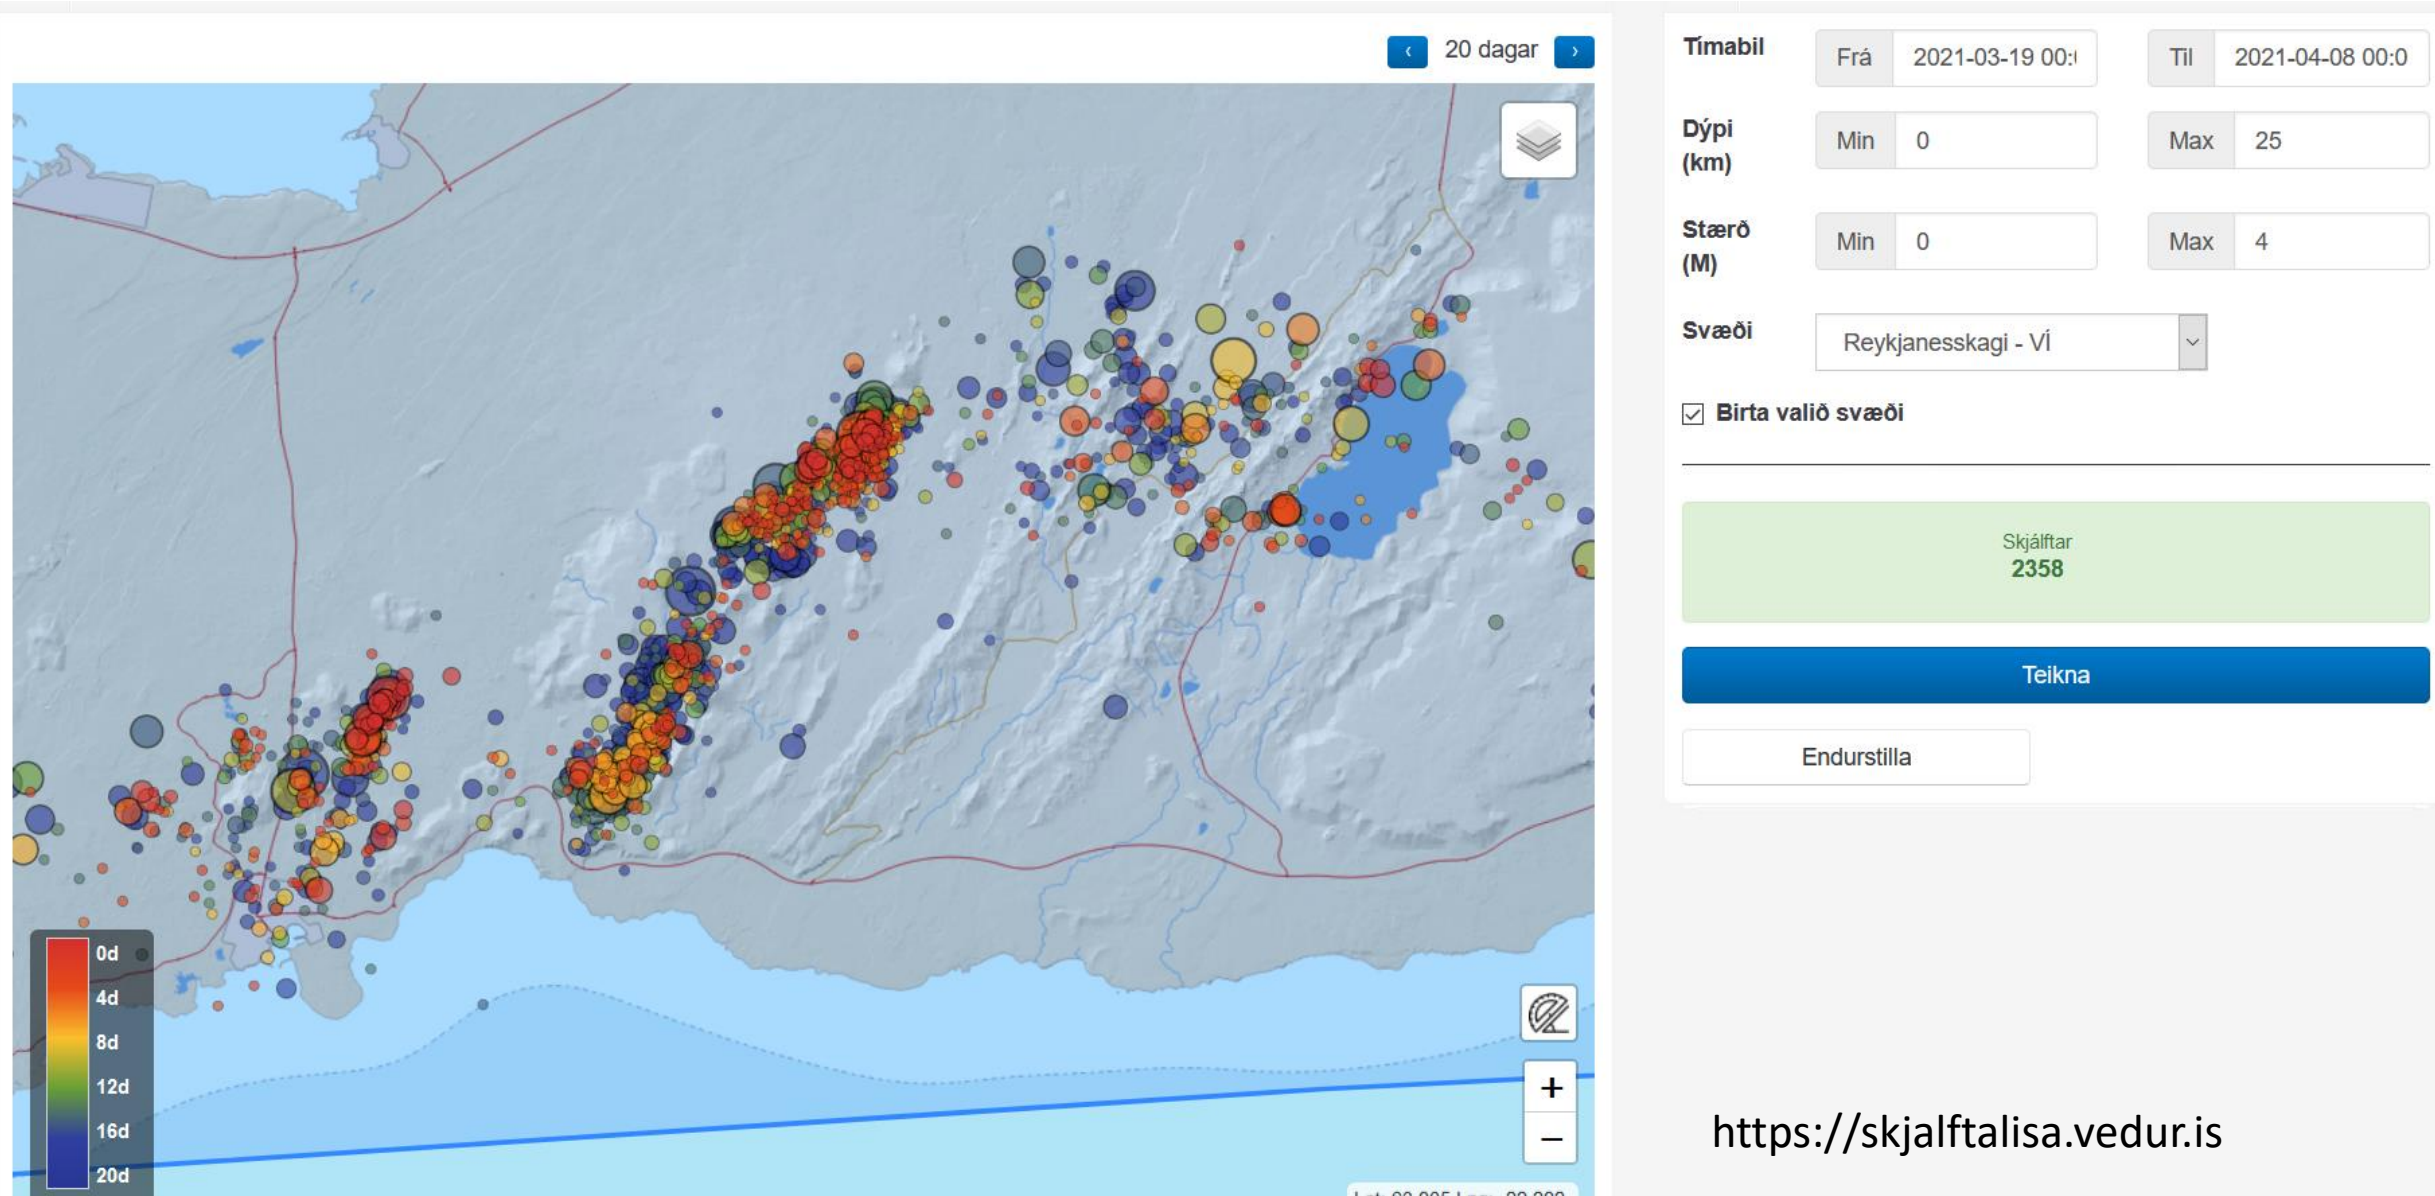 ‹ 20 dagar ›
Tímabil Frá 2021-03-19 00:0 Til 2021-04-08 00:0
Dýpi
(km) Min 0 Max 25
Stærð
(M) Min 0 Max 4
Svæði Reykjanesskagi - VÍ
Birta valið svæði
Skjálftar
2358
Teikna
Endurstilla
0d
4d
8d
12d
16d
20d
+
−
https://skjalftalisa.vedur.is